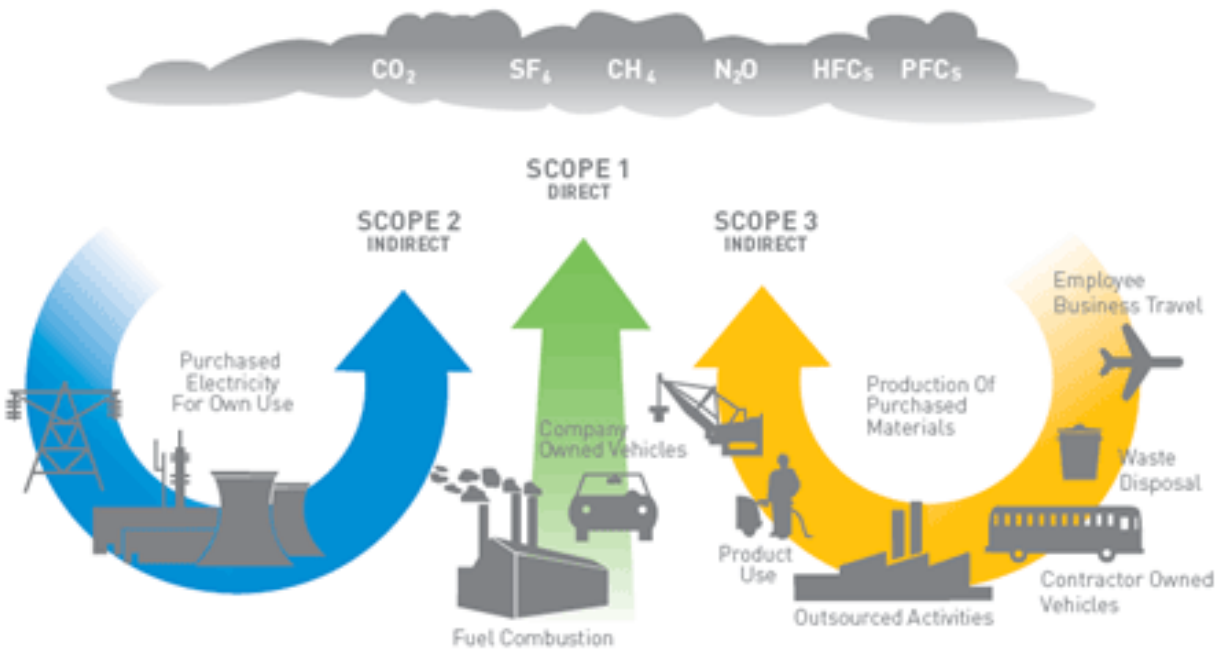 CO₂ SF₆ CH₄ N₂O HFCs PFCs
SCOPE 1
DIRECT
SCOPE 2
INDIRECT
SCOPE 3
INDIRECT
Purchased
Electricity
For Own Use
Company
Owned Vehicles
Fuel Combustion
Production Of
Purchased
Materials
Employee
Business Travel
Waste
Disposal
Contractor Owned
Vehicles
Product
Use
Outsourced Activities